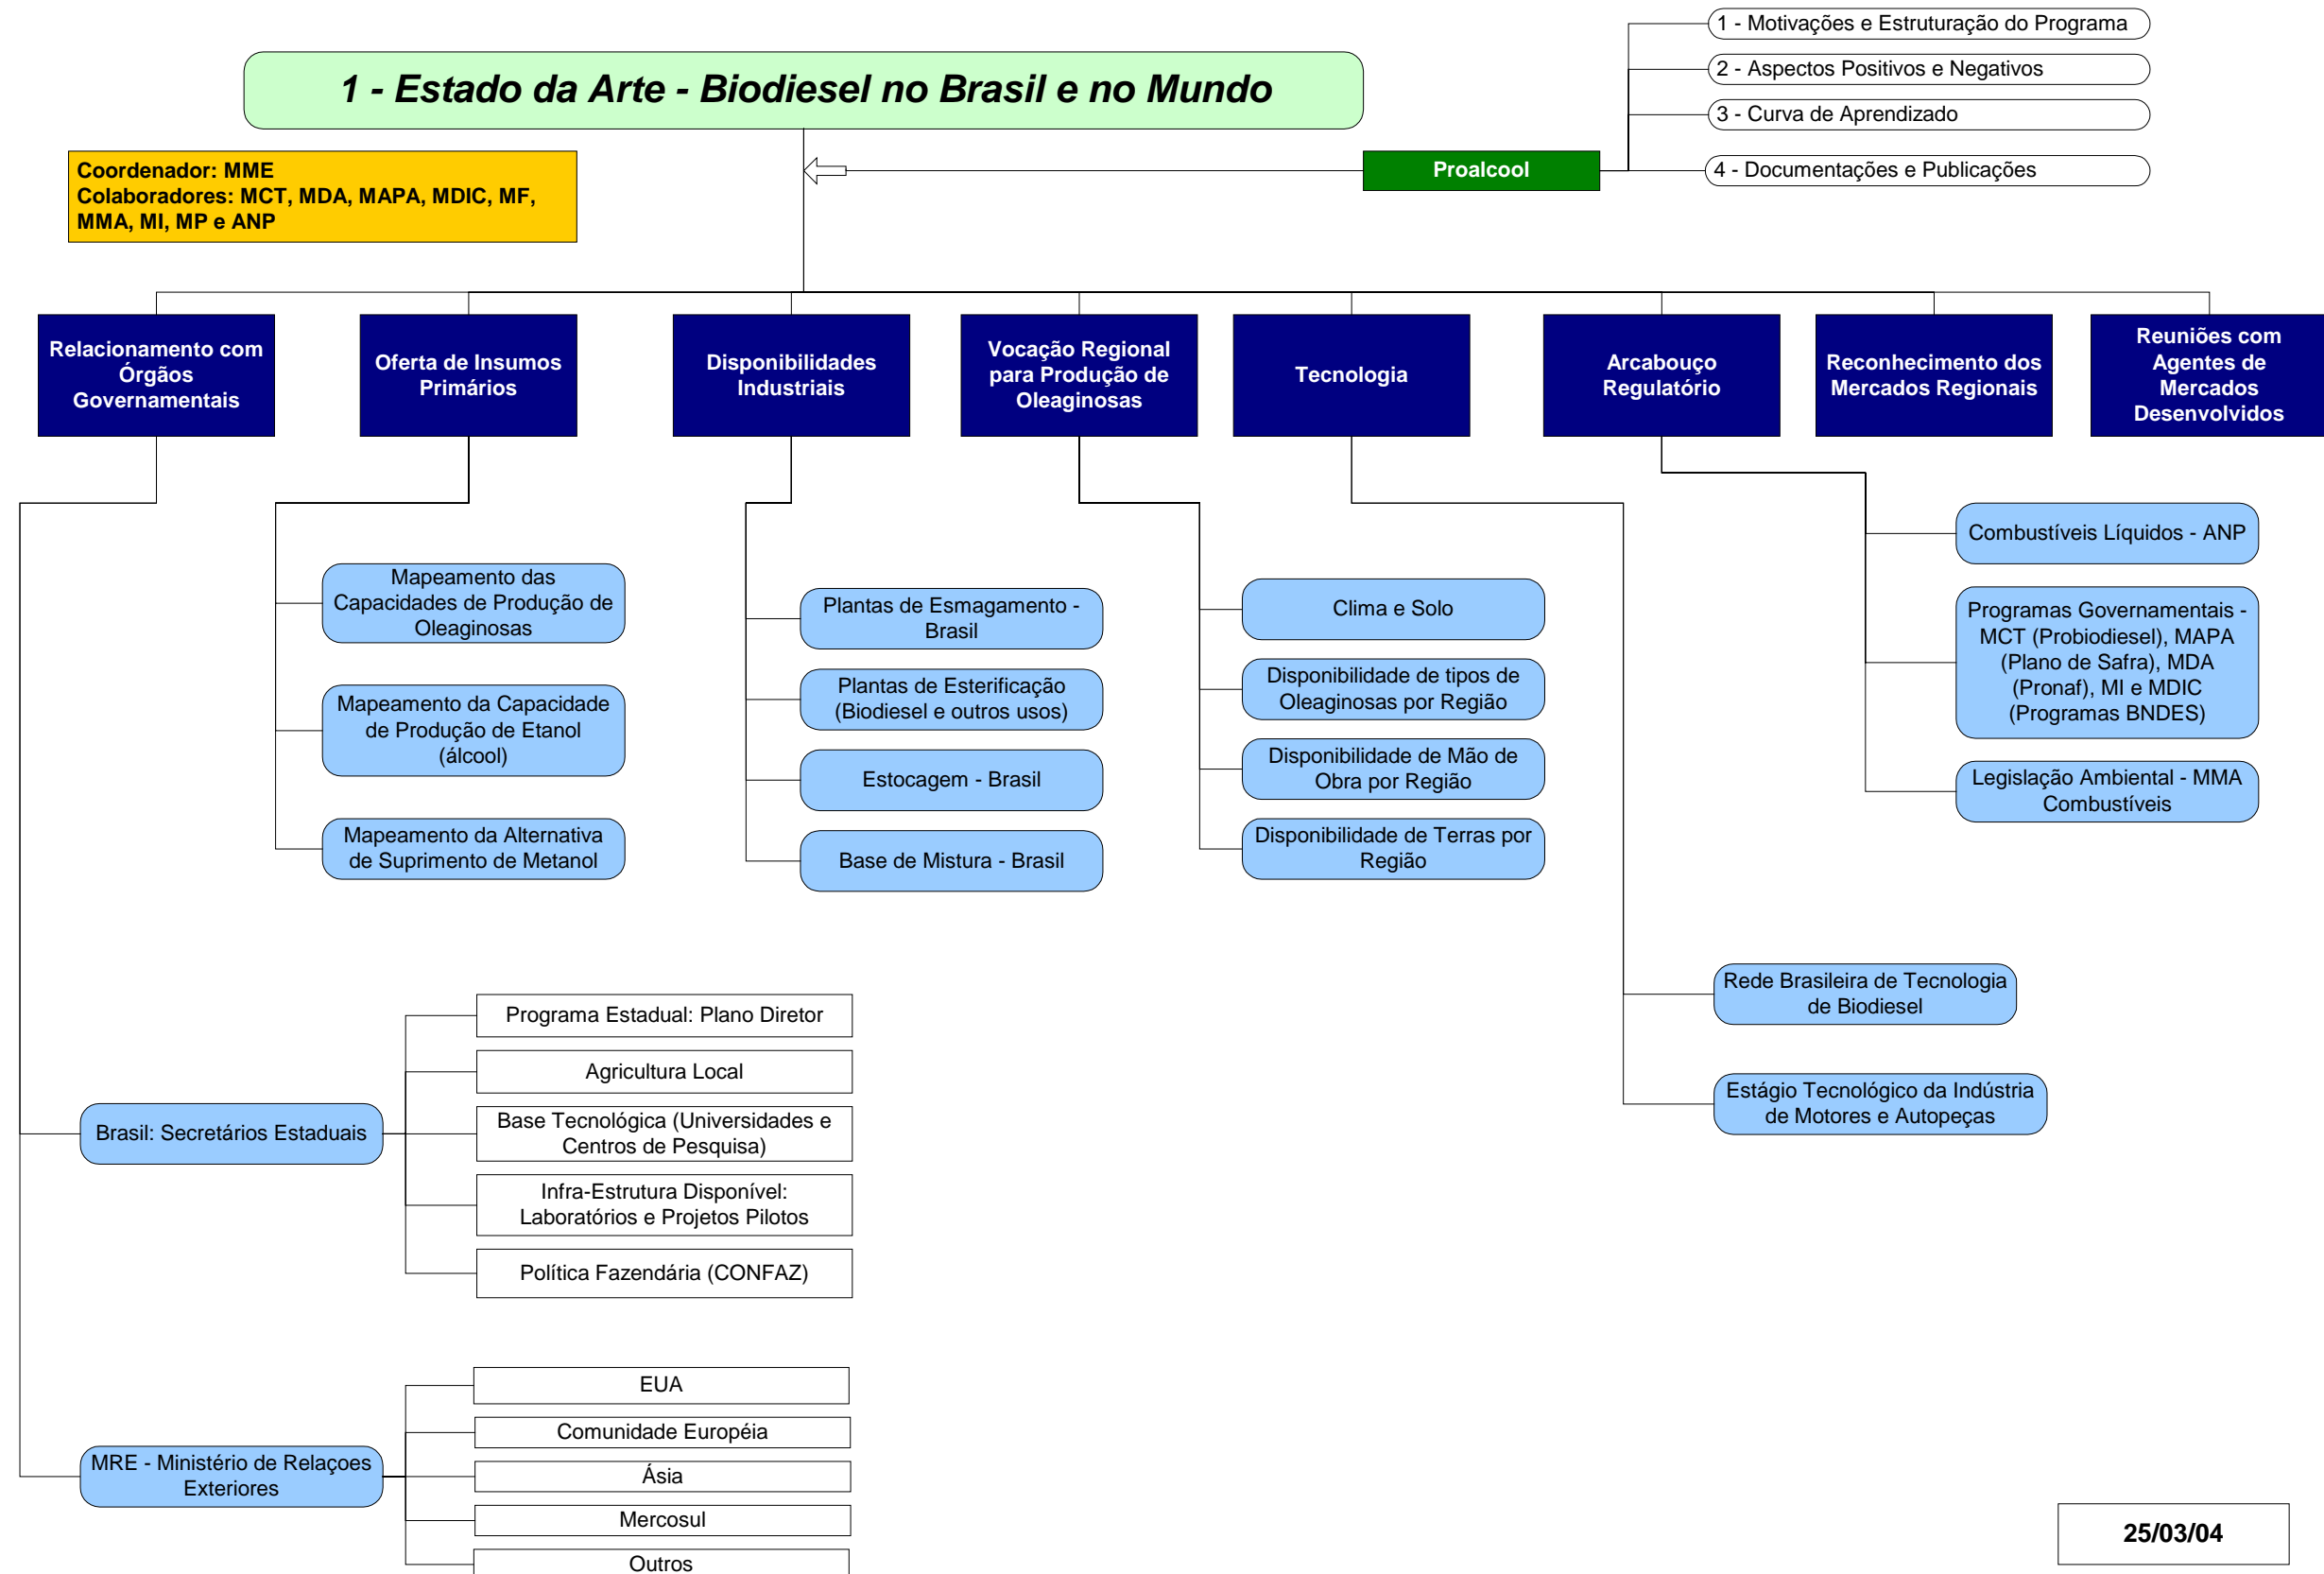 1 - Motivações e Estruturação do Programa
1 - Estado da Arte - Biodiesel no Brasil e no Mundo
2 - Aspectos Positivos e Negativos
3 - Curva de Aprendizado
Coordenador: MME
Colaboradores: MCT, MDA, MAPA, MDIC, MF,
MMA, MI, MP e ANP
Proalcool
4 - Documentações e Publicações
Relacionamento com
Órgãos
Governamentais
Oferta de Insumos
Primários
Disponibilidades
Industriais
Vocação Regional
para Produção de
Oleaginosas
Tecnologia
Arcabouço
Regulatório
Reconhecimento dos
Mercados Regionais
Reuniões com
Agentes de
Mercados
Desenvolvidos
Mapeamento das
Capacidades de Produção de
Oleaginosas
Mapeamento da Capacidade
de Produção de Etanol
(álcool)
Mapeamento da Alternativa
de Suprimento de Metanol
Plantas de Esmagamento -
Brasil
Plantas de Esterificação
(Biodiesel e outros usos)
Estocagem - Brasil
Base de Mistura - Brasil
Clima e Solo
Disponibilidade de tipos de
Oleaginosas por Região
Disponibilidade de Mão de
Obra por Região
Disponibilidade de Terras por
Região
Combustíveis Líquidos - ANP
Programas Governamentais -
MCT (Probiodiesel), MAPA
(Plano de Safra), MDA
(Pronaf), MI e MDIC
(Programas BNDES)
Legislação Ambiental - MMA
Combustíveis
Rede Brasileira de Tecnologia
de Biodiesel
Estágio Tecnológico da Indústria
de Motores e Autopeças
Brasil: Secretários Estaduais
Programa Estadual: Plano Diretor
Agricultura Local
Base Tecnológica (Universidades e
Centros de Pesquisa)
Infra-Estrutura Disponível:
Laboratórios e Projetos Pilotos
Política Fazendária (CONFAZ)
MRE - Ministério de Relaçoes
Exteriores
EUA
Comunidade Européia
Ásia
Mercosul
Outros
25/03/04